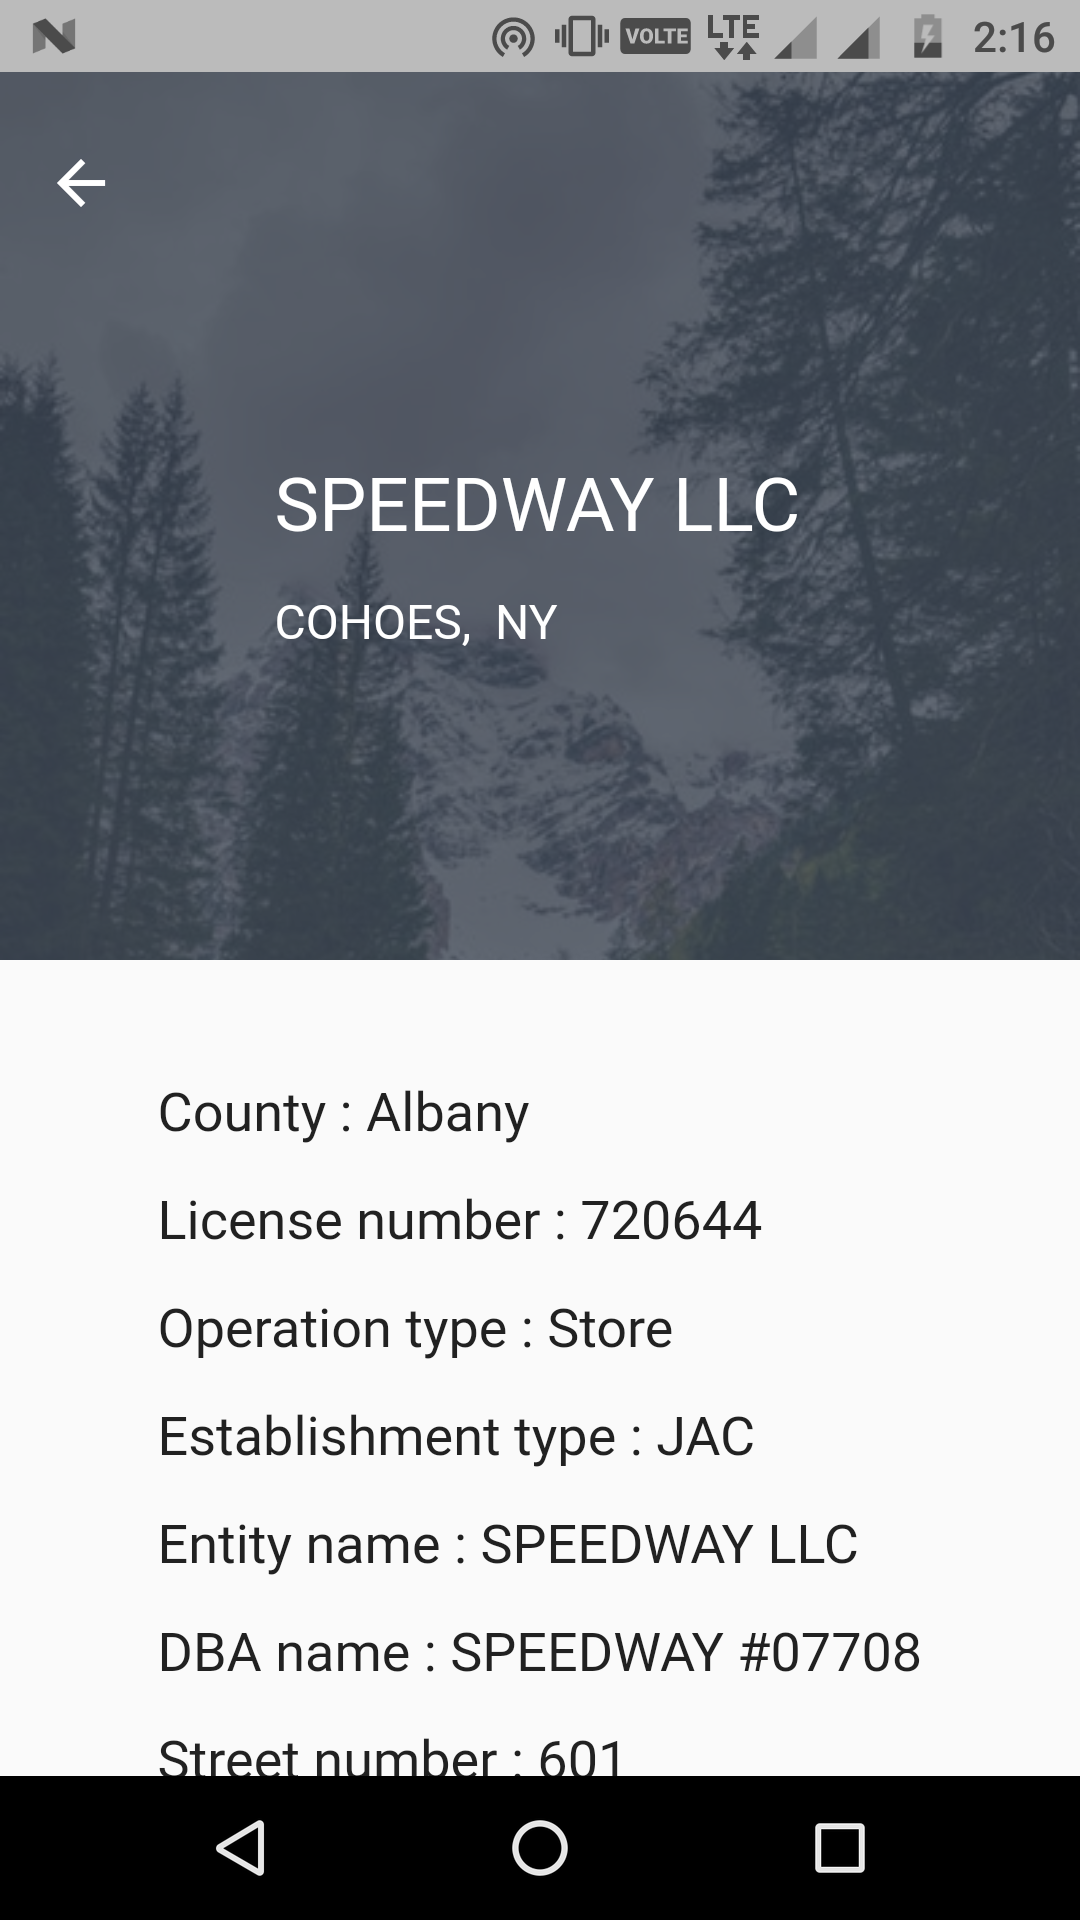 VOLTE LTE 2:16
SPEEDWAY LLC
COHOES, NY
County : Albany
License number : 720644
Operation type : Store
Establishment type : JAC
Entity name : SPEEDWAY LLC
DBA name : SPEEDWAY #07708
Street number : 601